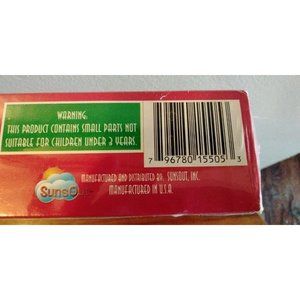 WARNING:
THIS PRODUCT CONTAINS SMALL PARTS NOT
SUITABLE FOR CHILDREN UNDER 3 YEARS.
7 96780 15505 3
SunsOut
MANUFACTURED AND DISTRIBUTED BY: SUNSOUT, INC.
MANUFACTURED IN U.S.A.